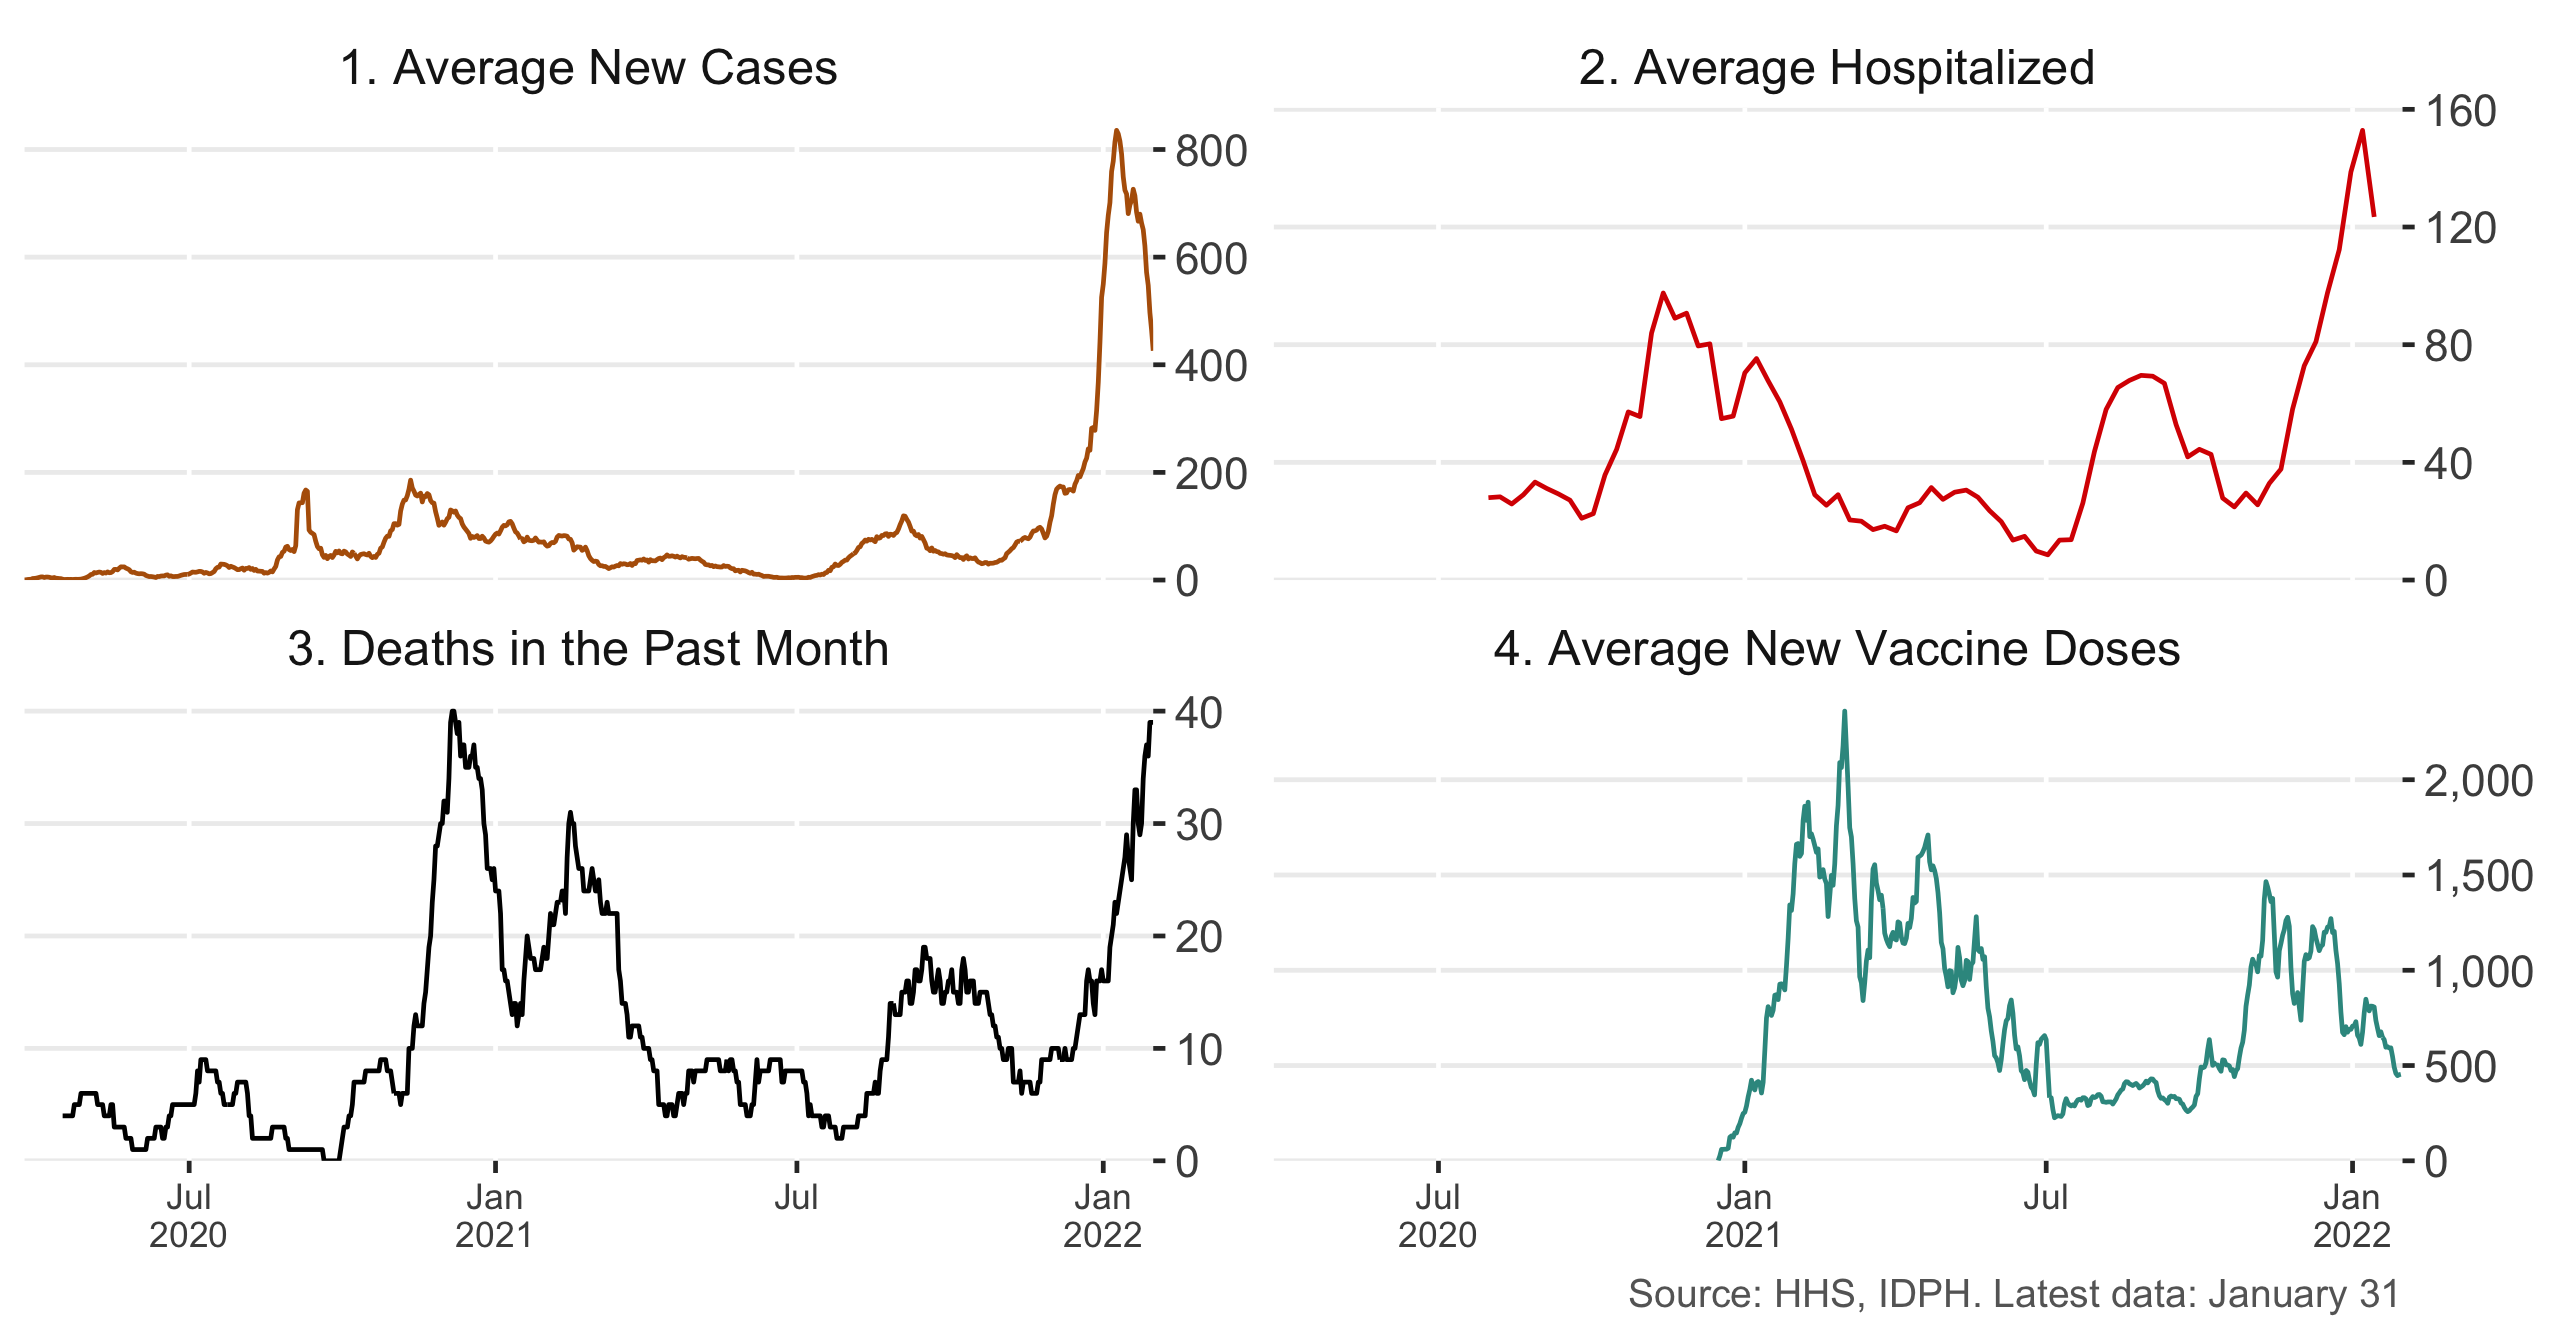 1. Average New Cases
800
600
400
200
0
2. Average Hospitalized
160
120
80
40
0
3. Deaths in the Past Month
40
30
20
10
0
Jul
2020
Jan
2021
Jul
Jan
2022
4. Average New Vaccine Doses
2,000
1,500
1,000
500
0
Jul
2020
Jan
2021
Jul
Jan
2022
Source: HHS, IDPH. Latest data: January 31